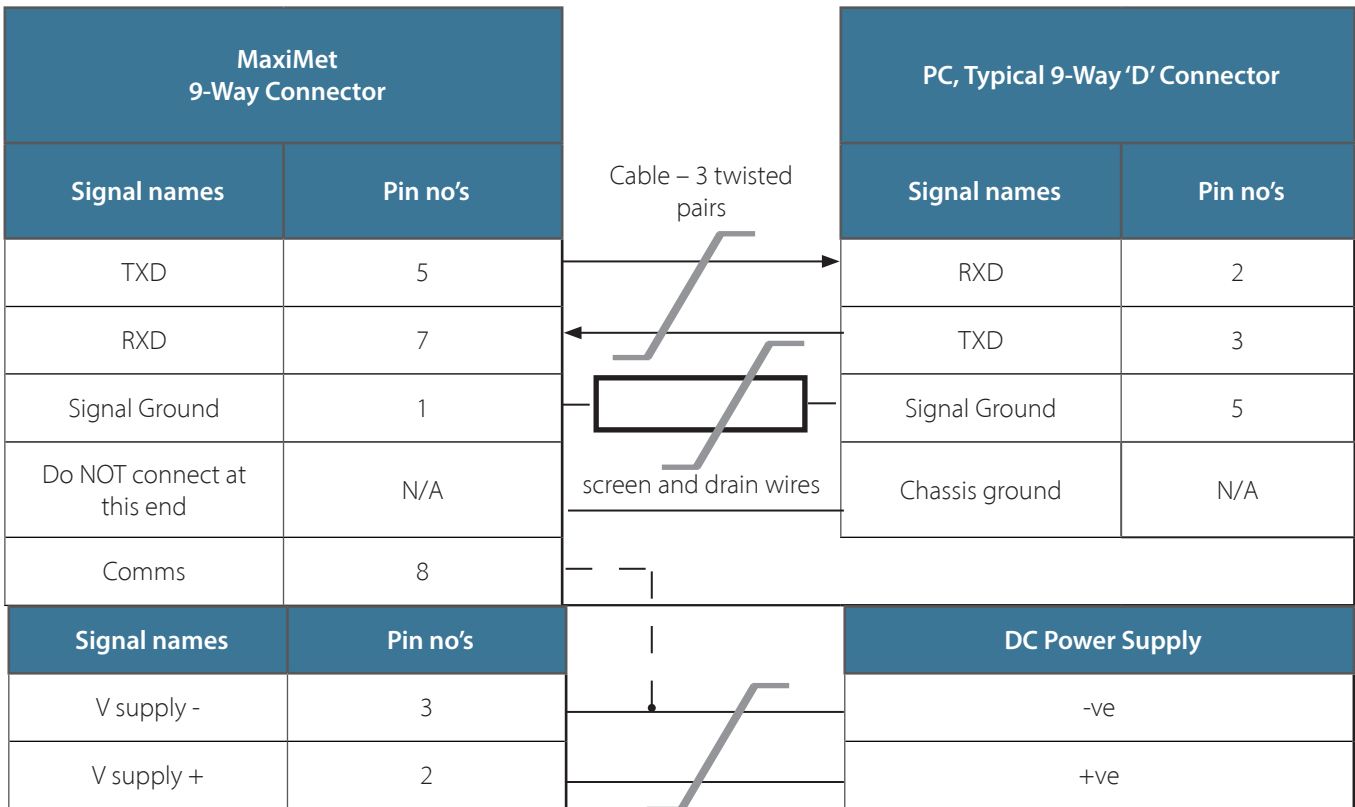 MaxiMet
9-Way Connector
PC, Typical 9-Way ‘D’ Connector
Signal names Pin no’s
Cable – 3 twisted
pairs
Signal names Pin no’s
TXD 5 RXD 2
RXD 7 TXD 3
Signal Ground 1 Signal Ground 5
Do NOT connect at
this end
N/A
screen and drain wires
Chassis ground N/A
Comms 8
Signal names Pin no’s DC Power Supply
V supply - 3 -ve
V supply + 2 +ve